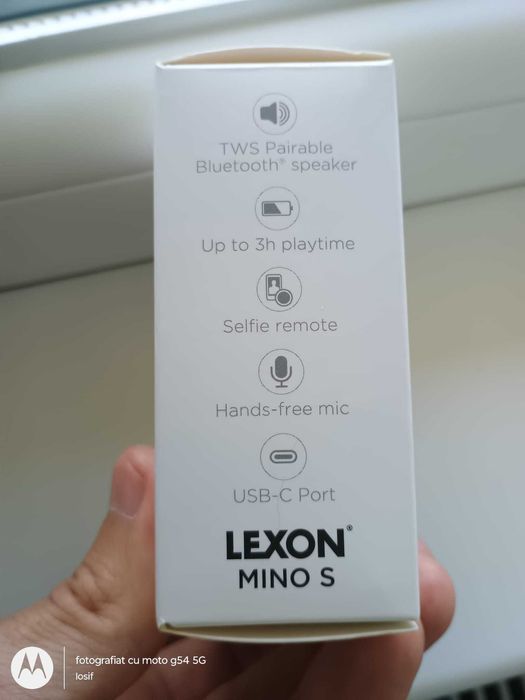 TWS Pairable
Bluetooth® speaker
Up to 3h playtime
Selfie remote
Hands-free mic
USB-C Port
LEXON®
MINO S
fotografiat cu moto g54 5G
Iosif